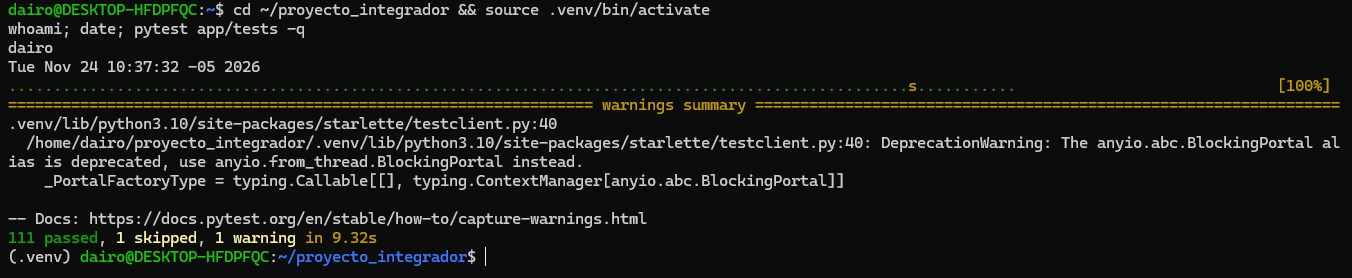 dairo@DESKTOP-HFDPFQC:~$ cd ~/proyecto_integrador && source .venv/bin/activate
whoami; date; pytest app/tests -q
dairo
Tue Nov 24 10:37:32 -05 2026
....................................................................................................s........... [100%]
=============================================================== warnings summary ===============================================================
.venv/lib/python3.10/site-packages/starlette/testclient.py:40
  /home/dairo/proyecto_integrador/.venv/lib/python3.10/site-packages/starlette/testclient.py:40: DeprecationWarning: The anyio.abc.BlockingPortal al
ias is deprecated, use anyio.from_thread.BlockingPortal instead.
    _PortalFactoryType = typing.Callable[[], typing.ContextManager[anyio.abc.BlockingPortal]]

-- Docs: https://docs.pytest.org/en/stable/how-to/capture-warnings.html
111 passed, 1 skipped, 1 warning in 9.32s
(.venv) dairo@DESKTOP-HFDPFQC:~/proyecto_integrador$